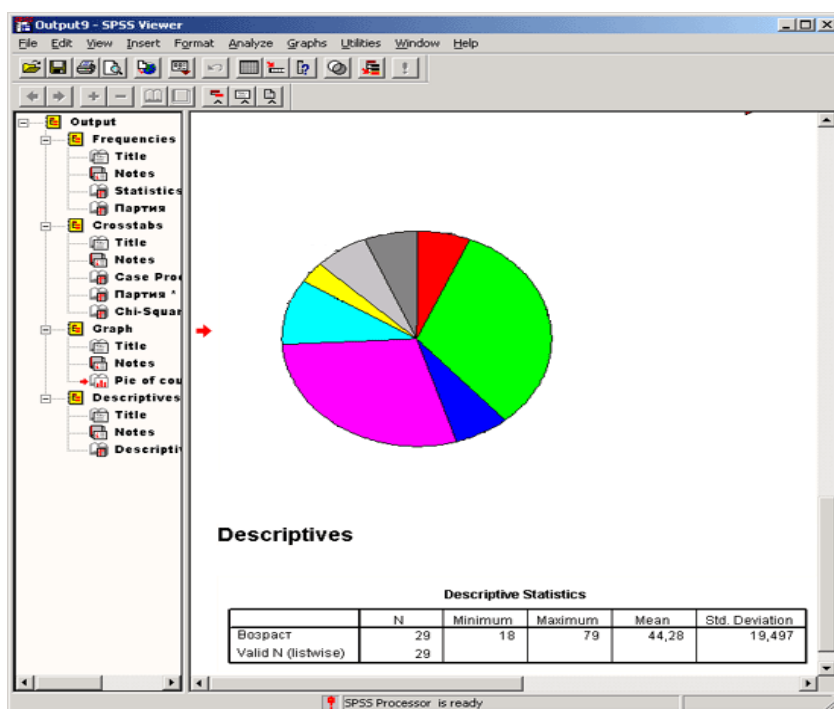 Output9 - SPSS Viewer
File Edit View Insert Format Analyze Graphs Utilities Window Help
Output
Frequencies
Title
Notes
Statistics
Партия
Crosstabs
Title
Notes
Case Proc
Партия *
Chi-Squar
Graph
Title
Notes
Pie of cou
Descriptives
Title
Notes
Descripti
Descriptives
Descriptive Statistics
N Minimum Maximum Mean Std. Deviation
Возраст 29 18 79 44,28 19,497
Valid N (listwise) 29
SPSS Processor is ready